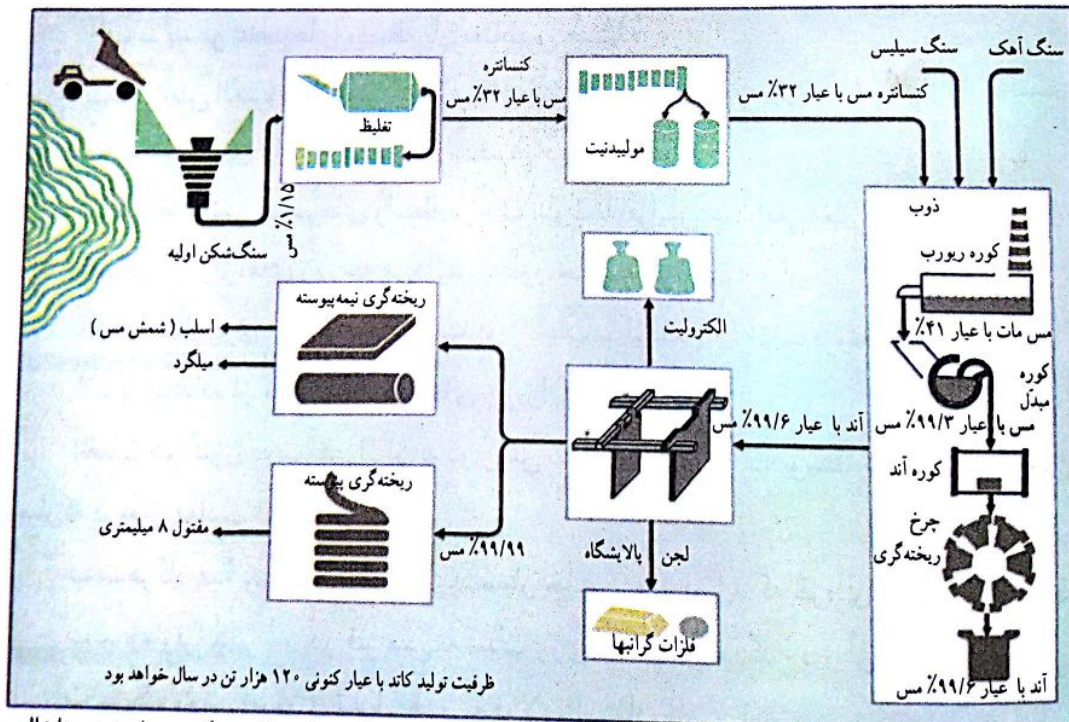 سنگ آهک
سنگ سیلیس
کنسانتره
مس با عیار ۳۲٪ مس
کنسانتره مس با عیار ۳۲٪ مس
تغلیظ
مولیبدنیت
۱/۱۵٪ مس
سنگ‌شکن اولیه
ذوب
کوره ریورب
مس مات با عیار ۴۱٪
کوره
مبدّل
مس با عیار ۹۹/۳٪ مس
کوره آند
چرخ
ریخته‌گری
آند با عیار ۹۹/۶٪ مس
آند با عیار ۹۹/۶٪ مس
الکترولیت
ریخته‌گری نیمه‌پیوسته
اسلب (شمش مس)
میلگرد
ریخته‌گری پیوسته
مفتول ۸ میلیمتری
۹۹/۹۹٪ مس
لجن پالایشگاه
فلزات گرانبها
ظرفیت تولید کاتد با عیار کنونی ۱۲۰ هزار تن در سال خواهد بود